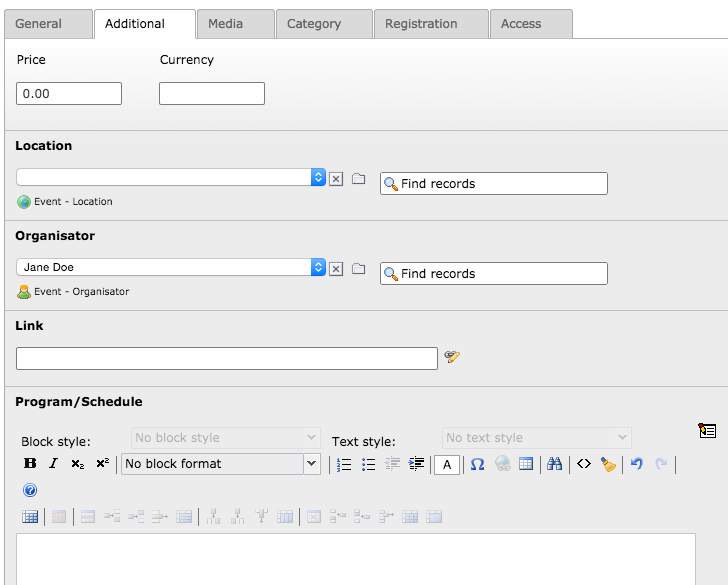 General Additional Media Category Registration Access
Price Currency
0.00
Location
Find records
Event - Location
Organisator
Jane Doe Find records
Event - Organisator
Link
Program/Schedule
Block style: No block style Text style: No text style
B I x₂ x² No block format A Ω <>
?